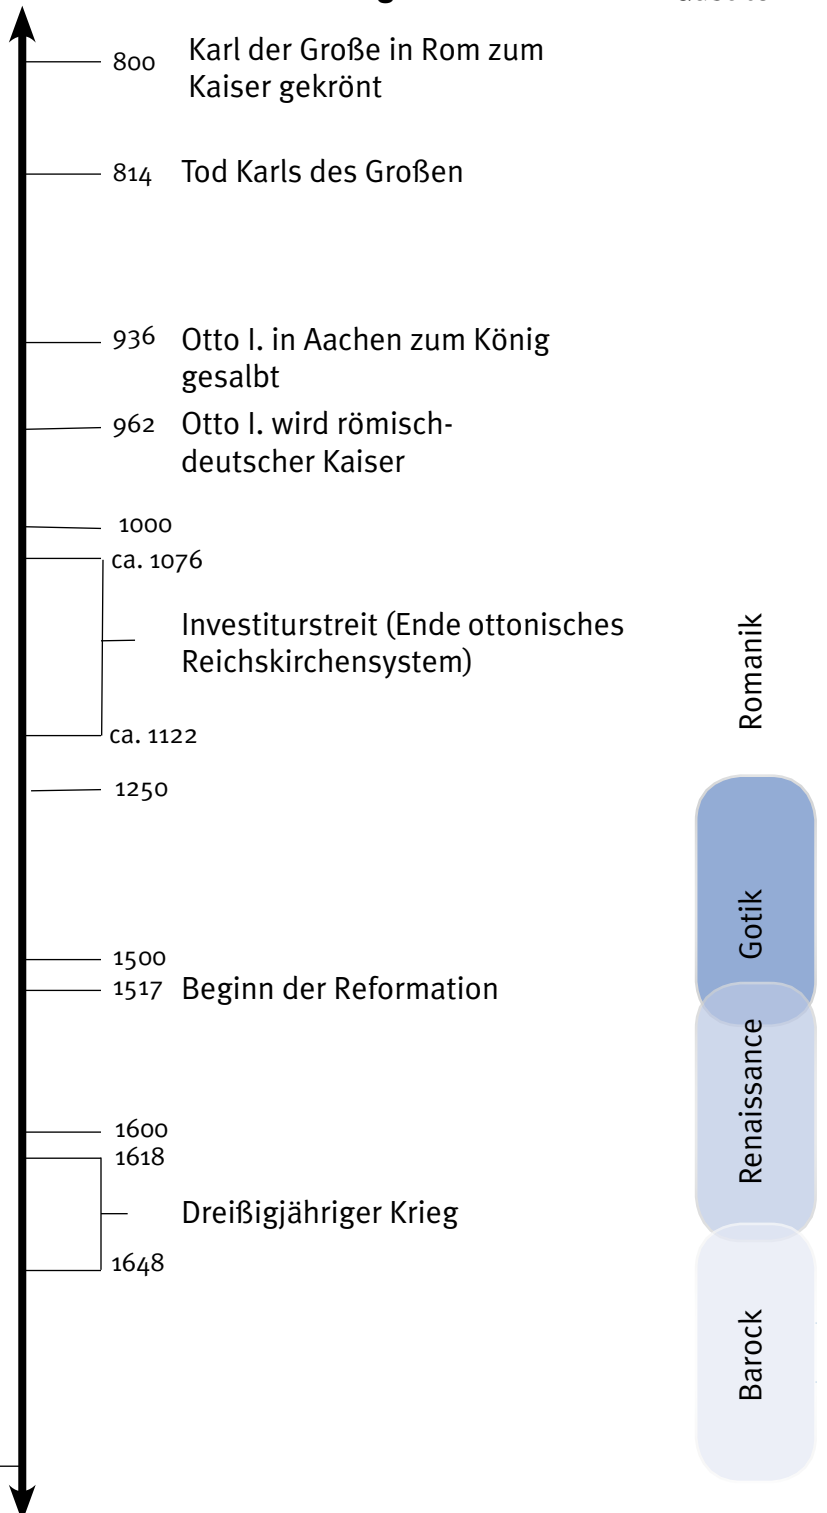 800
Karl der Große in Rom zum
Kaiser gekrönt
814
Tod Karls des Großen
936
Otto I. in Aachen zum König
gesalbt
962
Otto I. wird römisch-
deutscher Kaiser
1000
ca. 1076
Investiturstreit (Ende ottonisches
Reichskirchensystem)
ca. 1122
1250
1500
1517
Beginn der Reformation
1600
1618
Dreißigjähriger Krieg
1648
Romanik
Gotik
Renaissance
Barock